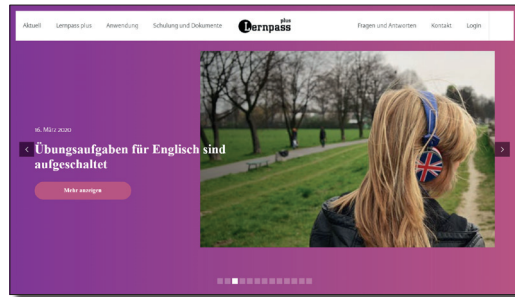 Aktuell Lernpass plus Anwendung Schulung und Dokumente Lernpass plus Fragen und Antworten Kontakt Login
16. März 2020
Übungsaufgaben für Englisch sind
aufgeschaltet
Mehr anzeigen